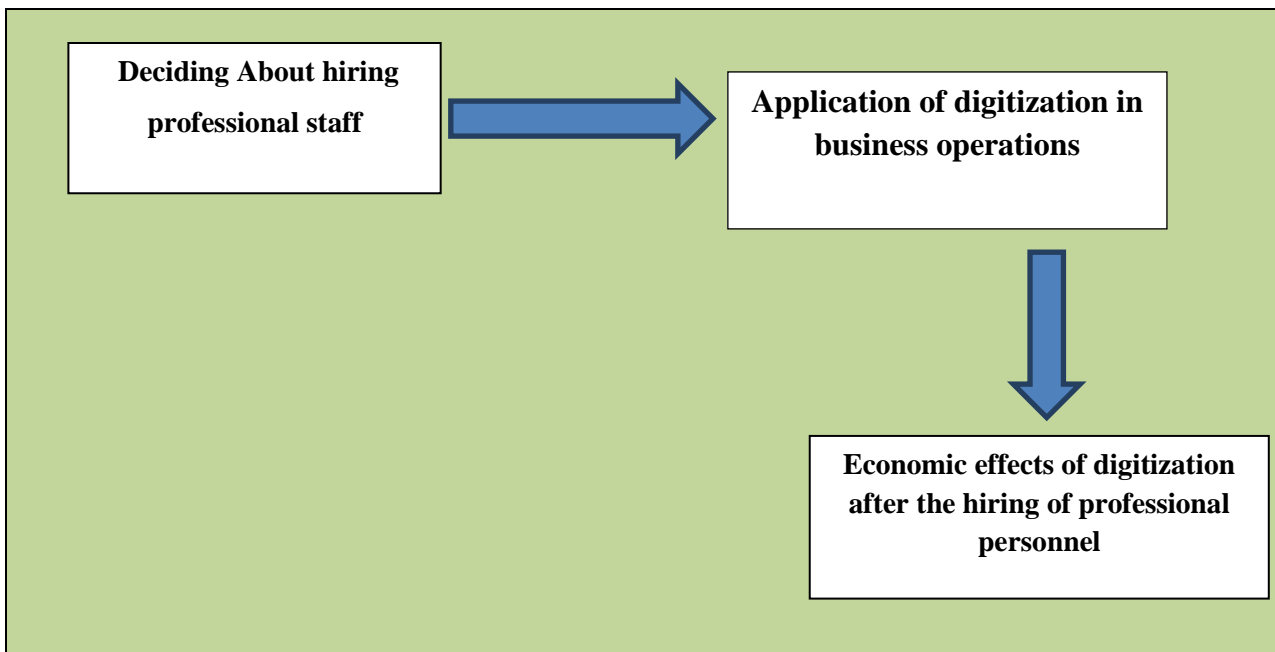 Deciding About hiring
professional staff
Application of digitization in
business operations
Economic effects of digitization
after the hiring of professional
personnel